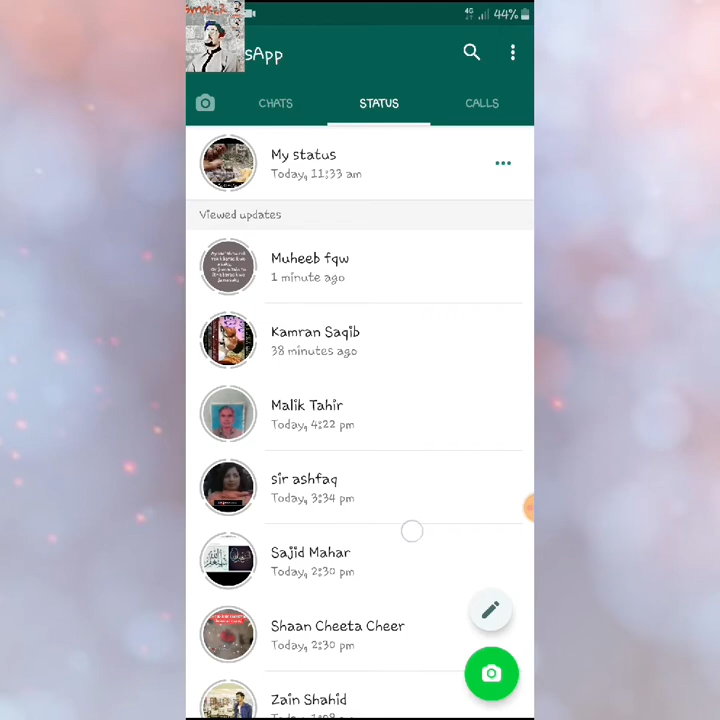 SMOKER
4G 44%
sApp
CHATS STATUS CALLS
My status
Today, 11:33 am
Viewed updates
Muheeb fqw
1 minute ago
Kamran Saqib
38 minutes ago
Malik Tahir
Today, 4:22 pm
sir ashfaq
Today, 3:34 pm
Sajid Mahar
Today, 2:30 pm
Shaan Cheeta Cheer
Today, 2:30 pm
Zain Shahid